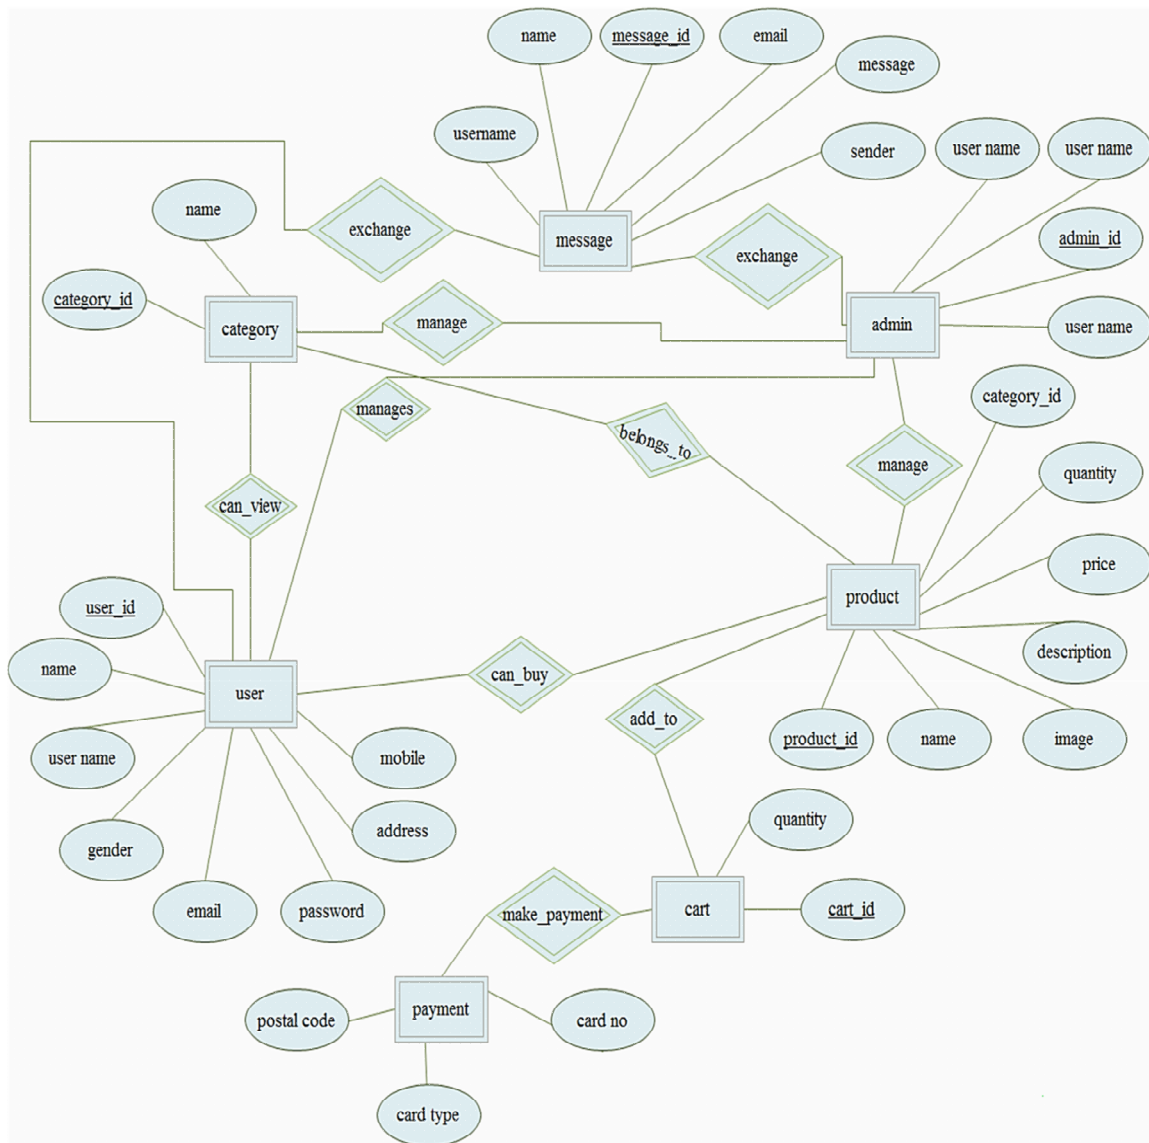 name
message_id
email
message
username
sender
user name
user name
name
exchange
message
exchange
admin_id
category_id
category
manage
admin
user name
manages
category_id
belongs_to
manage
quantity
can_view
price
user_id
product
description
name
user
can_buy
add_to
product_id
name
image
user name
mobile
gender
address
quantity
email
password
make_payment
cart
cart_id
postal code
payment
card no
card type